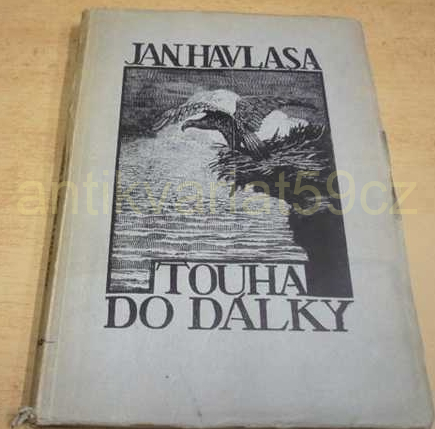 JAN HAVLASA
antikvariat59cz
TOUHA
DO DÁLKY